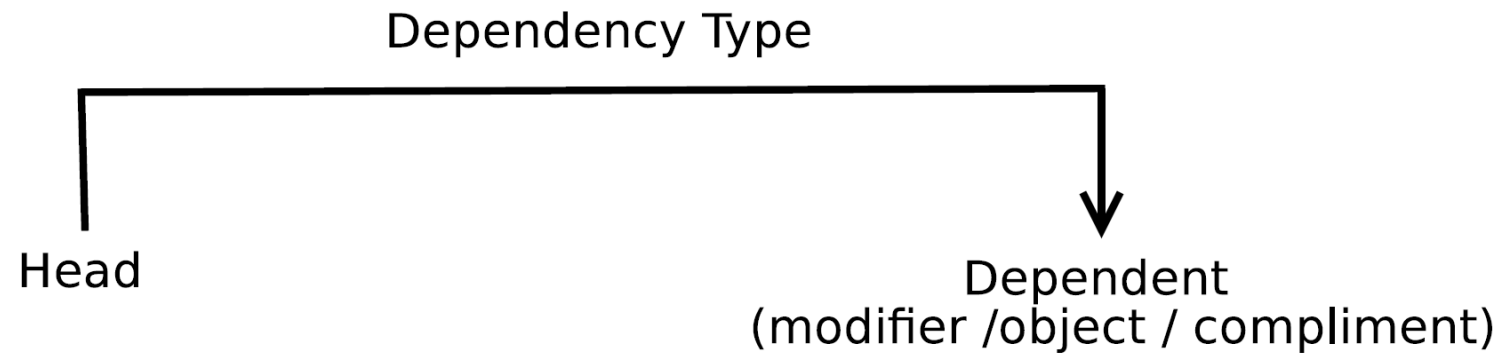 Dependency Type
Head
Dependent
(modifier /object / compliment)